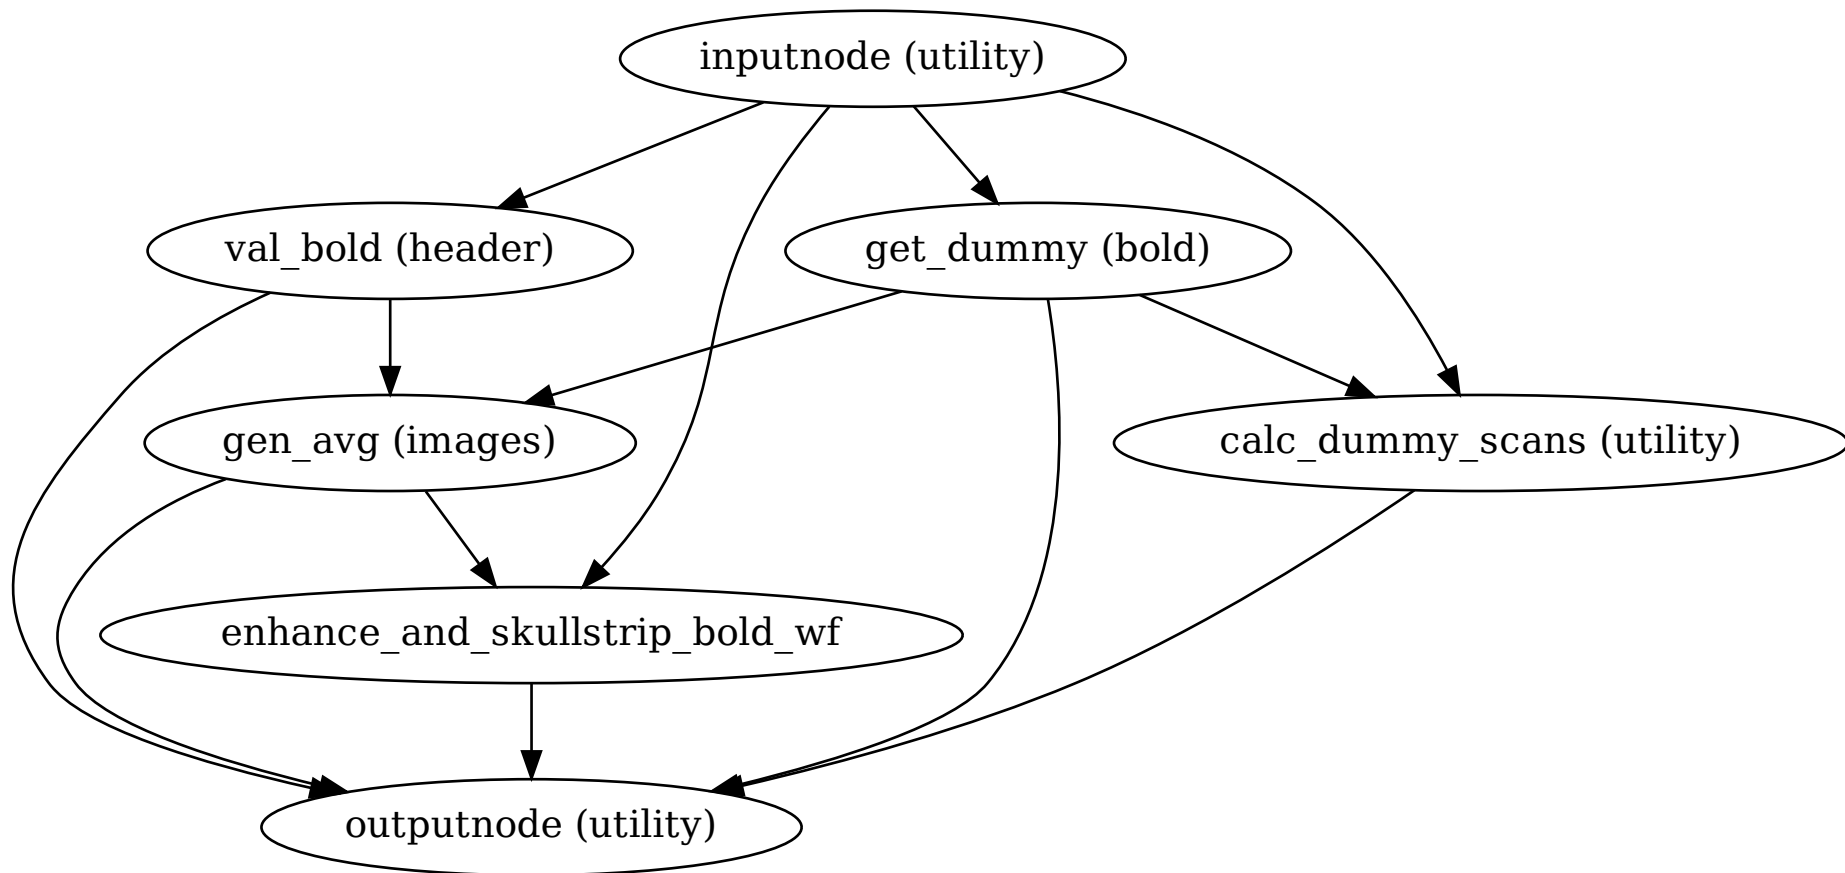 inputnode (utility)
val_bold (header)
get_dummy (bold)
gen_avg (images)
calc_dummy_scans (utility)
enhance_and_skullstrip_bold_wf
outputnode (utility)